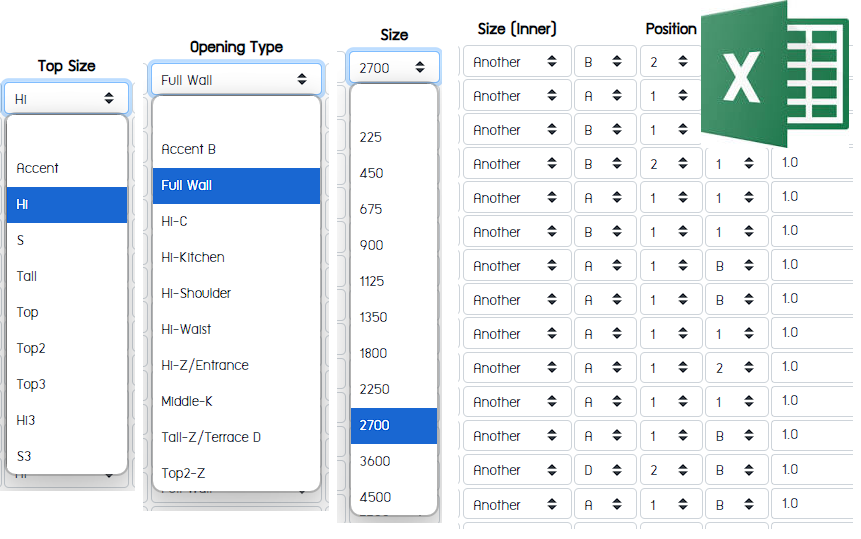 Top Size
HI
Accent
HI
S
Tall
Top
Top2
Top3
HI3
S3
Opening Type
Full Wall
Accent B
Full Wall
HI-C
HI-Kitchen
HI-Shoulder
HI-Waist
HI-Z/Entrance
Middle-K
Tall-Z/Terrace D
Top2-Z
Full Wall
Size
2700
225
450
675
900
1125
1350
1800
2250
2700
3600
4500
Size (Inner) Position
Another B 2
Another A 1
Another B 1
Another B 2 1 1.0
Another A 1 1 1.0
Another B 1 1 1.0
Another A 1 B 1.0
Another A 1 B 1.0
Another A 1 1 1.0
Another A 1 2 1.0
Another A 1 1 1.0
Another A 1 B 1.0
Another D 2 B 1.0
Another A 1 B 1.0
X